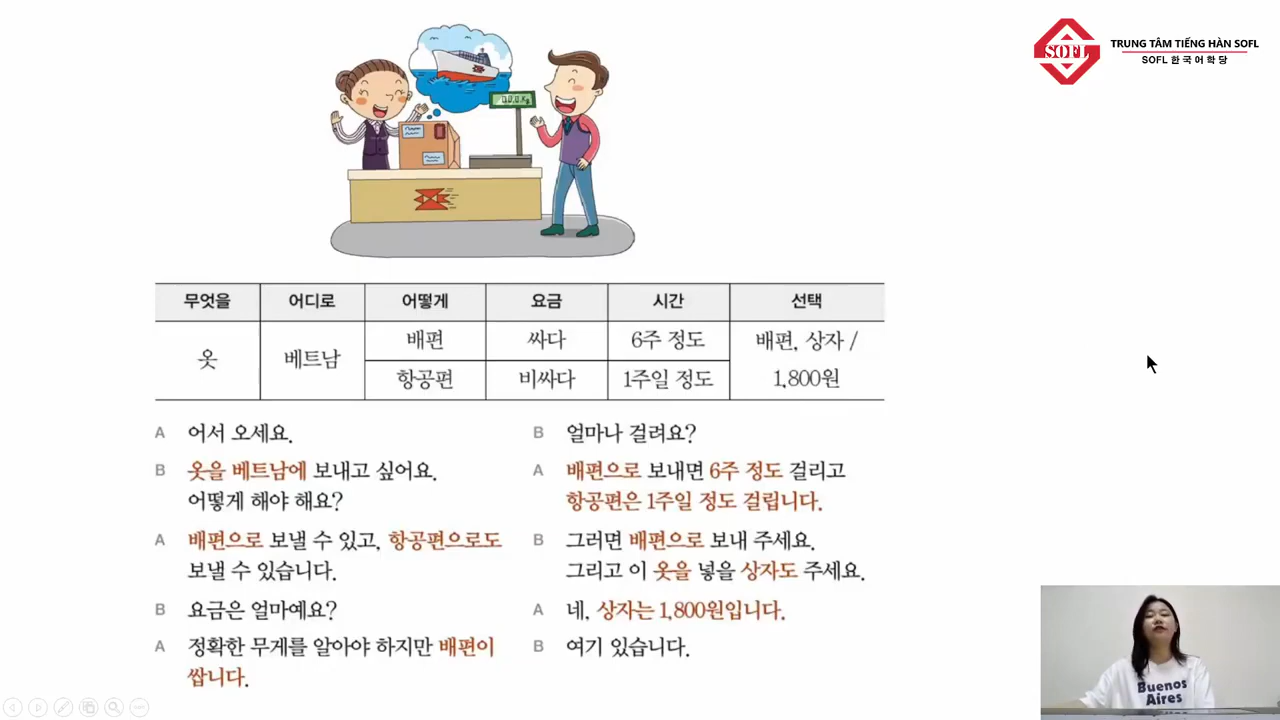 SOFL
TRUNG TÂM TIẾNG HÀN SOFL
SOFL 한국어학당
무엇을 어디로 어떻게 요금 시간 선택
옷 베트남 배편 싸다 6주 정도 배편, 상자 /
항공편 비싸다 1주일 정도 1,800원
A 어서 오세요.
B 옷을 베트남에 보내고 싶어요.
어떻게 해야 해요?
A 배편으로 보낼 수 있고, 항공편으로도
보낼 수 있습니다.
B 요금은 얼마예요?
A 정확한 무게를 알아야 하지만 배편이
쌉니다.
B 얼마나 걸려요?
A 배편으로 보내면 6주 정도 걸리고
항공편은 1주일 정도 걸립니다.
B 그러면 배편으로 보내 주세요.
그리고 이 옷을 넣을 상자도 주세요.
A 네, 상자는 1,800원입니다.
B 여기 있습니다.
Buenos
Aires